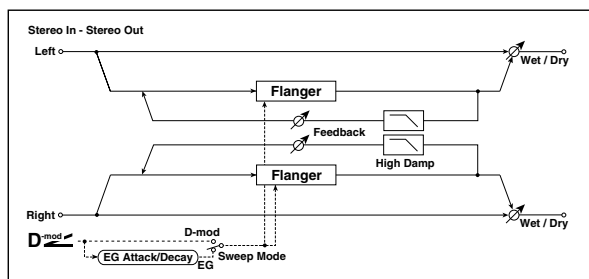 Stereo In - Stereo Out
Left
Wet / Dry
Flanger
Feedback
High Damp
Flanger
Right
Wet / Dry
D-mod
D-mod
EG Attack/Decay
EG
Sweep Mode